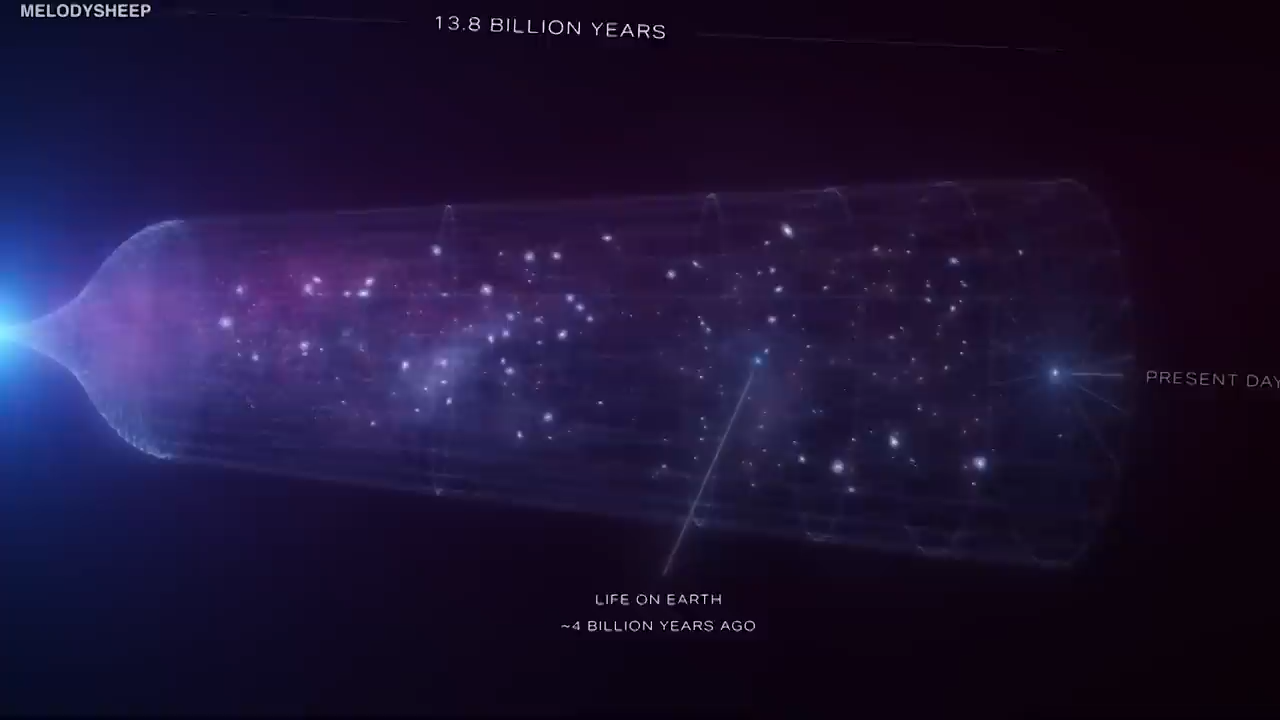 MELODYSHEEP
13.8 BILLION YEARS
PRESENT DAY
LIFE ON EARTH
~4 BILLION YEARS AGO